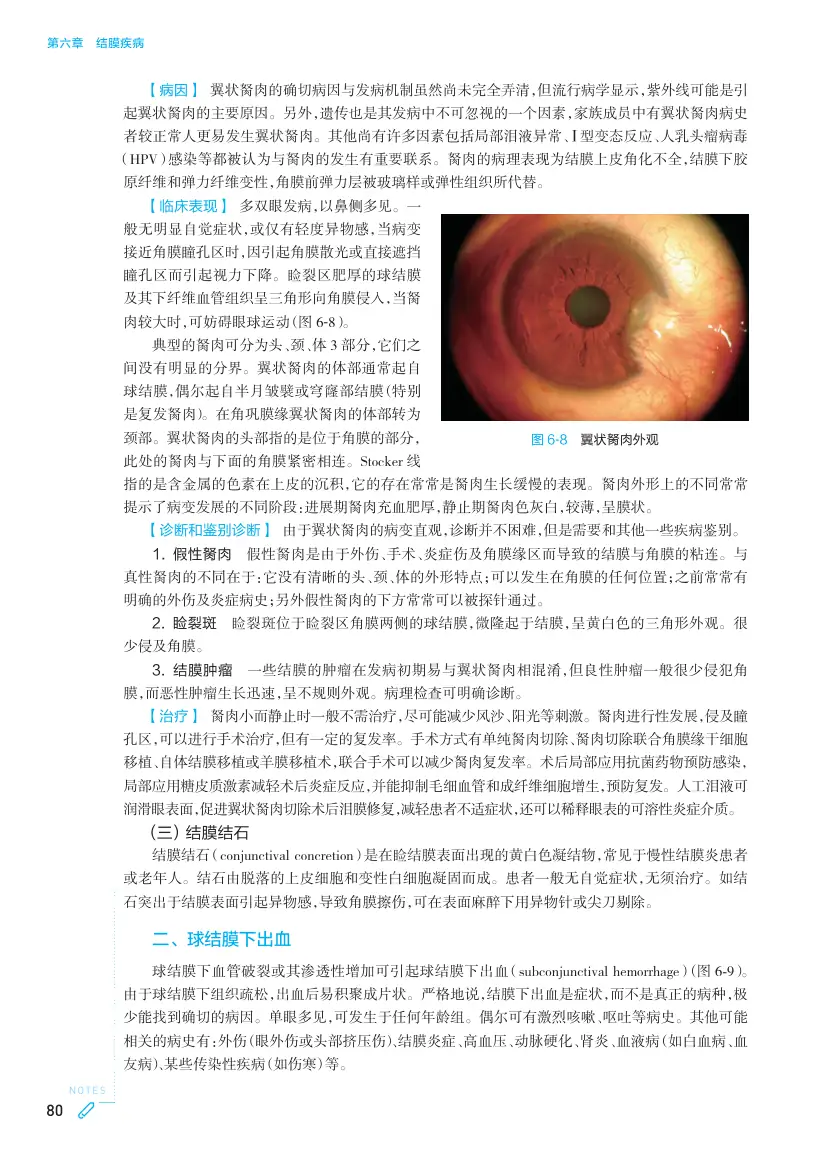 第六章 结膜疾病
【病因】 翼状胬肉的确切病因与发病机制虽然尚未完全弄清,但流行病学显示,紫外线可能是引
起翼状胬肉的主要原因。另外,遗传也是其发病中不可忽视的一个因素,家族成员中有翼状胬肉病史
者较正常人更易发生翼状胬肉。其他尚有许多因素包括局部泪液异常、I 型变态反应、人乳头瘤病毒
(HPV)感染等都被认为与胬肉的发生有重要联系。胬肉的病理表现为结膜上皮角化不全,结膜下胶
原纤维和弹力纤维变性,角膜前弹力层被玻璃样或弹性组织所代替。
【临床表现】 多双眼发病,以鼻侧多见。一
般无明显自觉症状,或仅有轻度异物感,当病变
接近角膜瞳孔区时,因引起角膜散光或直接遮挡
瞳孔区而引起视力下降。睑裂区肥厚的球结膜
及其下纤维血管组织呈三角形向角膜侵入,当胬
肉较大时,可妨碍眼球运动(图 6-8)。
典型的胬肉可分为头、颈、体 3 部分,它们之
间没有明显的分界。翼状胬肉的体部通常起自
球结膜,偶尔起自半月皱襞或穹窿部结膜(特别
是复发胬肉)。在角巩膜缘翼状胬肉的体部转为
颈部。翼状胬肉的头部指的是位于角膜的部分,
此处的胬肉与下面的角膜紧密相连。Stocker 线
图 6-8 翼状胬肉外观
指的是含金属的色素在上皮的沉积,它的存在常常是胬肉生长缓慢的表现。胬肉外形上的不同常常
提示了病变发展的不同阶段:进展期胬肉充血肥厚,静止期胬肉色灰白,较薄,呈膜状。
【诊断和鉴别诊断】 由于翼状胬肉的病变直观,诊断并不困难,但是需要和其他一些疾病鉴别。
1. 假性胬肉 假性胬肉是由于外伤、手术、炎症伤及角膜缘区而导致的结膜与角膜的粘连。与
真性胬肉的不同在于:它没有清晰的头、颈、体的外形特点;可以发生在角膜的任何位置;之前常常有
明确的外伤及炎症病史;另外假性胬肉的下方常常可以被探针通过。
2. 睑裂斑 睑裂斑位于睑裂区角膜两侧的球结膜,微隆起于结膜,呈黄白色的三角形外观。很
少侵及角膜。
3. 结膜肿瘤 一些结膜的肿瘤在发病初期易与翼状胬肉相混淆,但良性肿瘤一般很少侵犯角
膜,而恶性肿瘤生长迅速,呈不规则外观。病理检查可明确诊断。
【治疗】 胬肉小而静止时一般不需治疗,尽可能减少风沙、阳光等刺激。胬肉进行性发展,侵及瞳
孔区,可以进行手术治疗,但有一定的复发率。手术方式有单纯胬肉切除、胬肉切除联合角膜缘干细胞
移植、自体结膜移植或羊膜移植术,联合手术可以减少胬肉复发率。术后局部应用抗菌药物预防感染,
局部应用糖皮质激素减轻术后炎症反应,并能抑制毛细血管和成纤维细胞增生,预防复发。人工泪液可
润滑眼表面,促进翼状胬肉切除术后泪膜修复,减轻患者不适症状,还可以稀释眼表的可溶性炎症介质。
(三)结膜结石
结膜结石(conjunctival concretion)是在睑结膜表面出现的黄白色凝结物,常见于慢性结膜炎患者
或老年人。结石由脱落的上皮细胞和变性白细胞凝固而成。患者一般无自觉症状,无须治疗。如结
石突出于结膜表面引起异物感,导致角膜擦伤,可在表面麻醉下用异物针或尖刀剔除。
二、球结膜下出血
球结膜下血管破裂或其渗透性增加可引起球结膜下出血(subconjunctival hemorrhage)(图 6-9)。
由于球结膜下组织疏松,出血后易积聚成片状。严格地说,结膜下出血是症状,而不是真正的病种,极
少能找到确切的病因。单眼多见,可发生于任何年龄组。偶尔可有激烈咳嗽、呕吐等病史。其他可能
相关的病史有:外伤(眼外伤或头部挤压伤)、结膜炎症、高血压、动脉硬化、肾炎、血液病(如白血病、血
友病)、某些传染性疾病(如伤寒)等。
NOTES
80